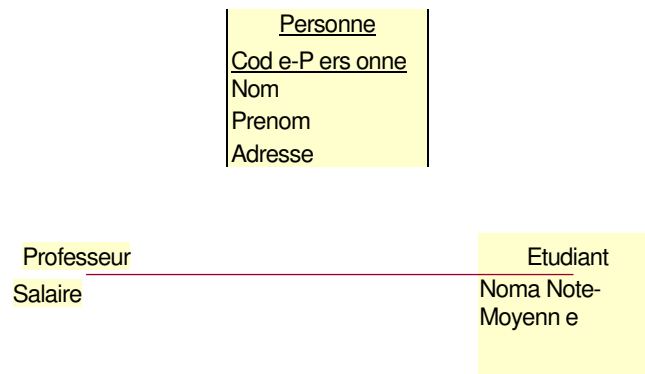 Personne
Cod e-P ers onne
Nom
Prenom
Adresse
Professeur
Salaire
Etudiant
Noma Note-
Moyenn e